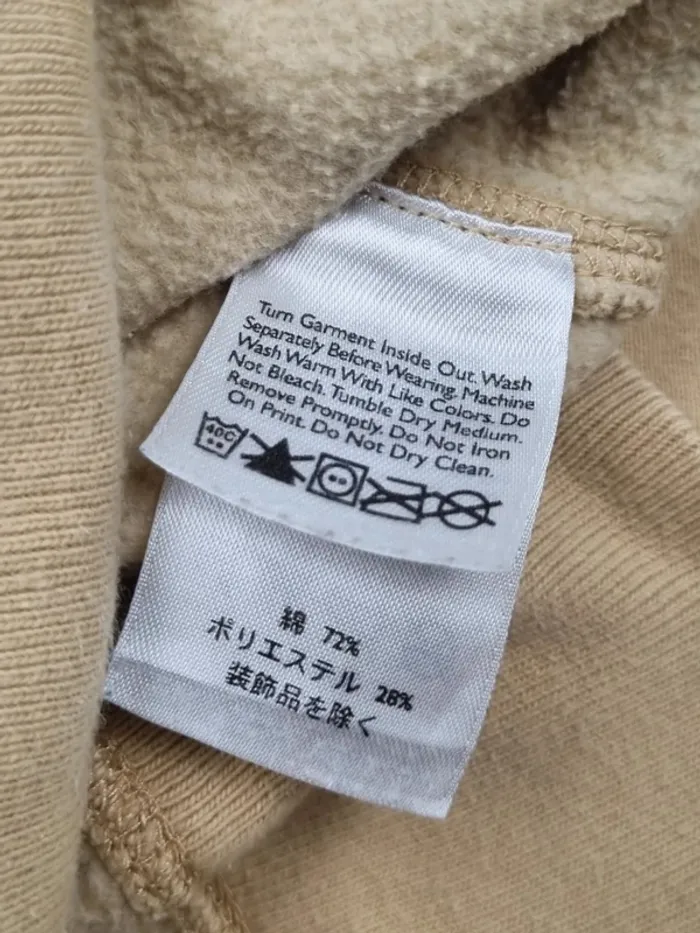 Turn Garment Inside Out. Wash
Separately Before Wearing. Machine
Wash Warm With Like Colors. Do
Not Bleach. Tumble Dry Medium.
Remove Promptly. Do Not Iron
On Print. Do Not Dry Clean.
40C
綿 72%
ポリエステル 28%
装飾品を除く